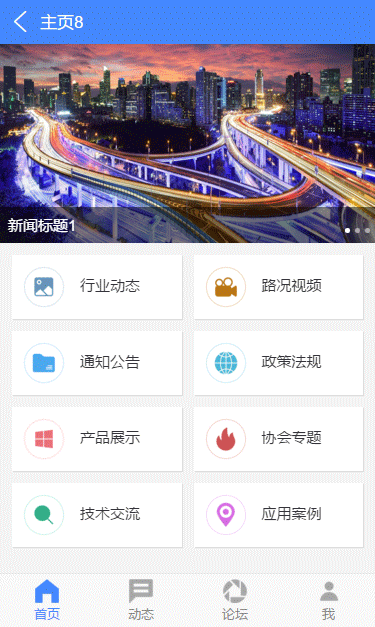 主页8
新闻标题1
行业动态
路况视频
通知公告
政策法规
产品展示
协会专题
技术交流
应用案例
首页
动态
论坛
我